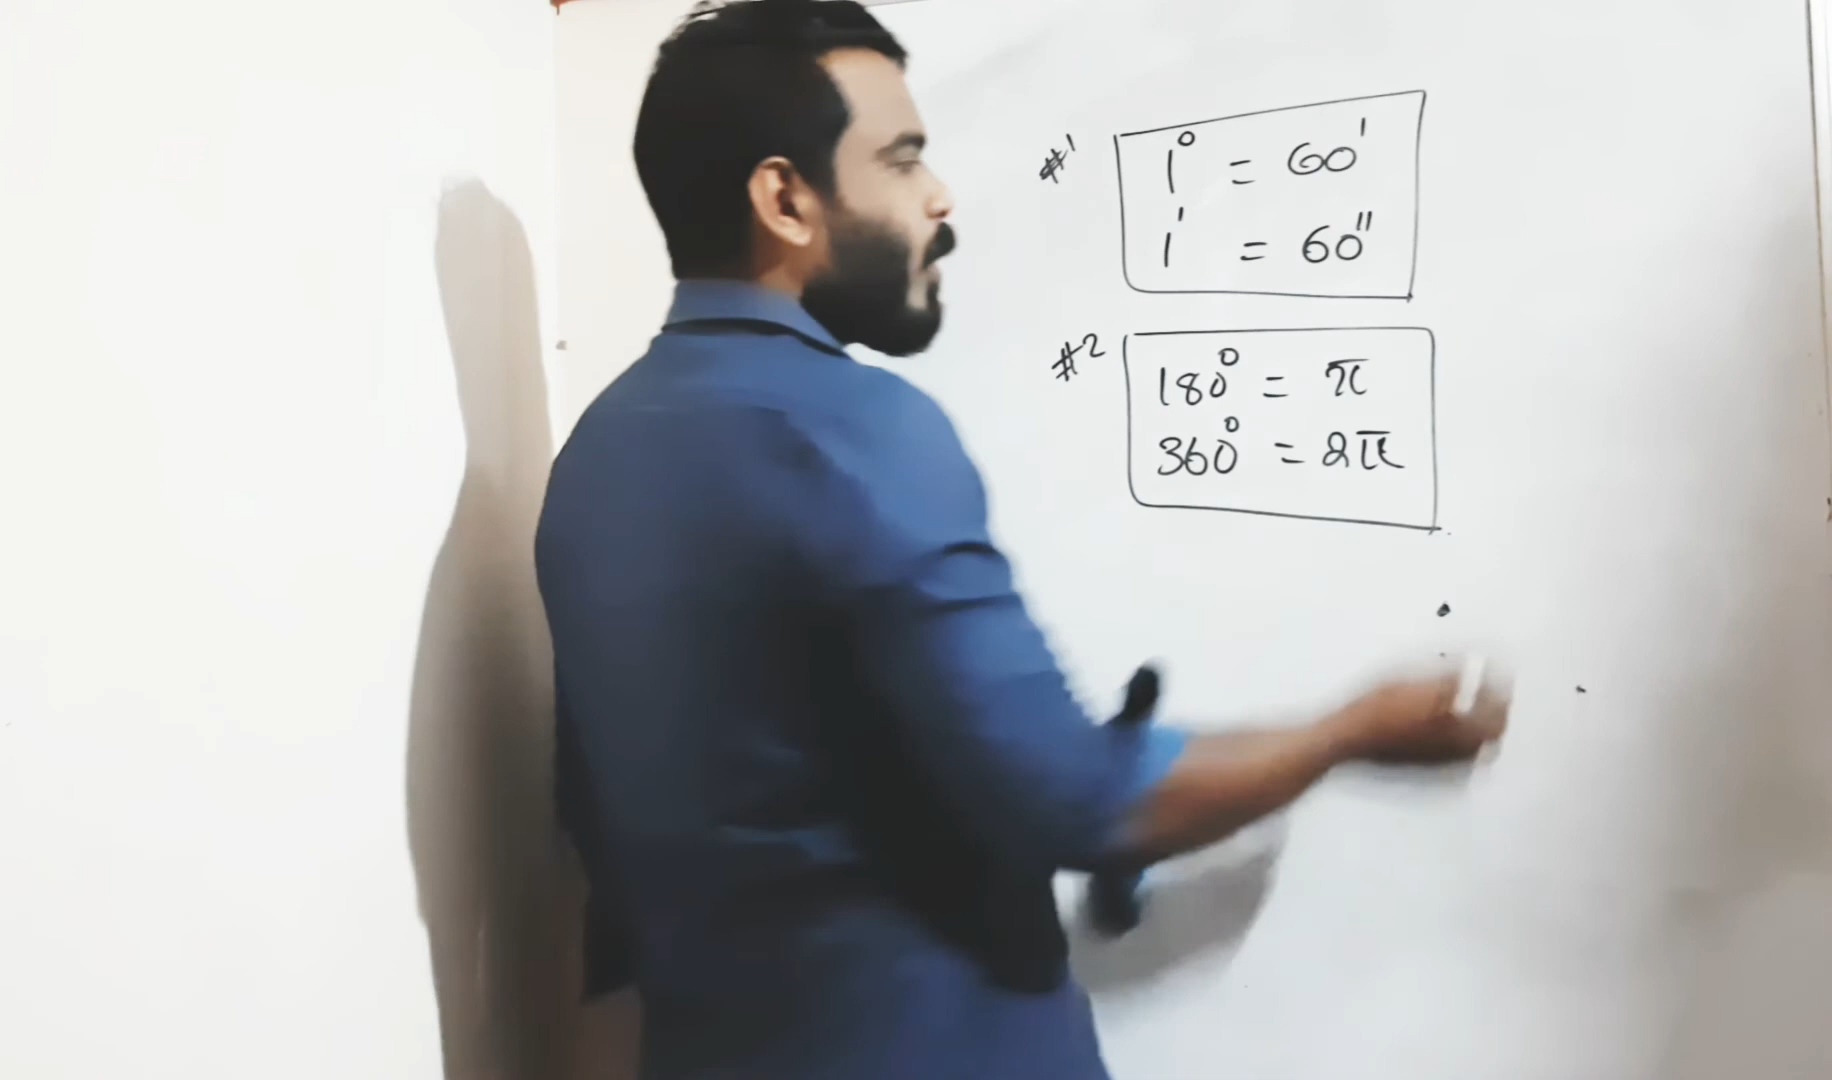 #1
1° = 60'
1' = 60"
#2
180° = π
360° = 2π